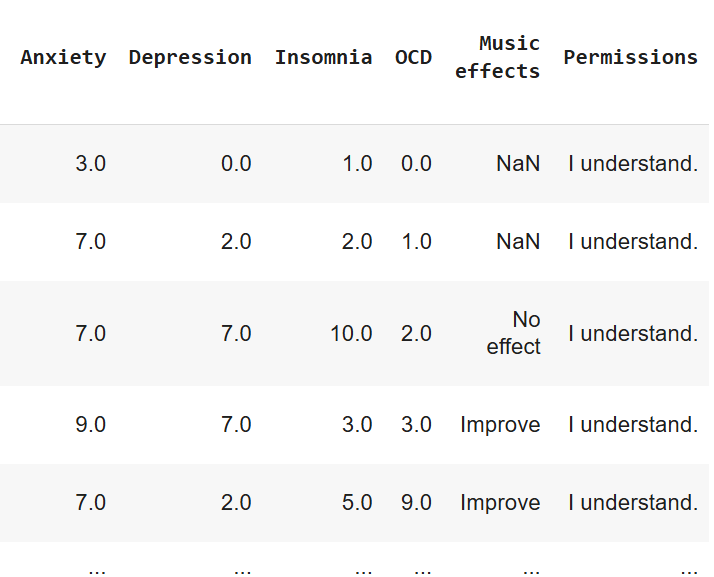 Anxiety Depression Insomnia OCD Music effects Permissions
3.0 0.0 1.0 0.0 NaN I understand.
7.0 2.0 2.0 1.0 NaN I understand.
7.0 7.0 10.0 2.0 No effect I understand.
9.0 7.0 3.0 3.0 Improve I understand.
7.0 2.0 5.0 9.0 Improve I understand.
... ... ... ... ... ...